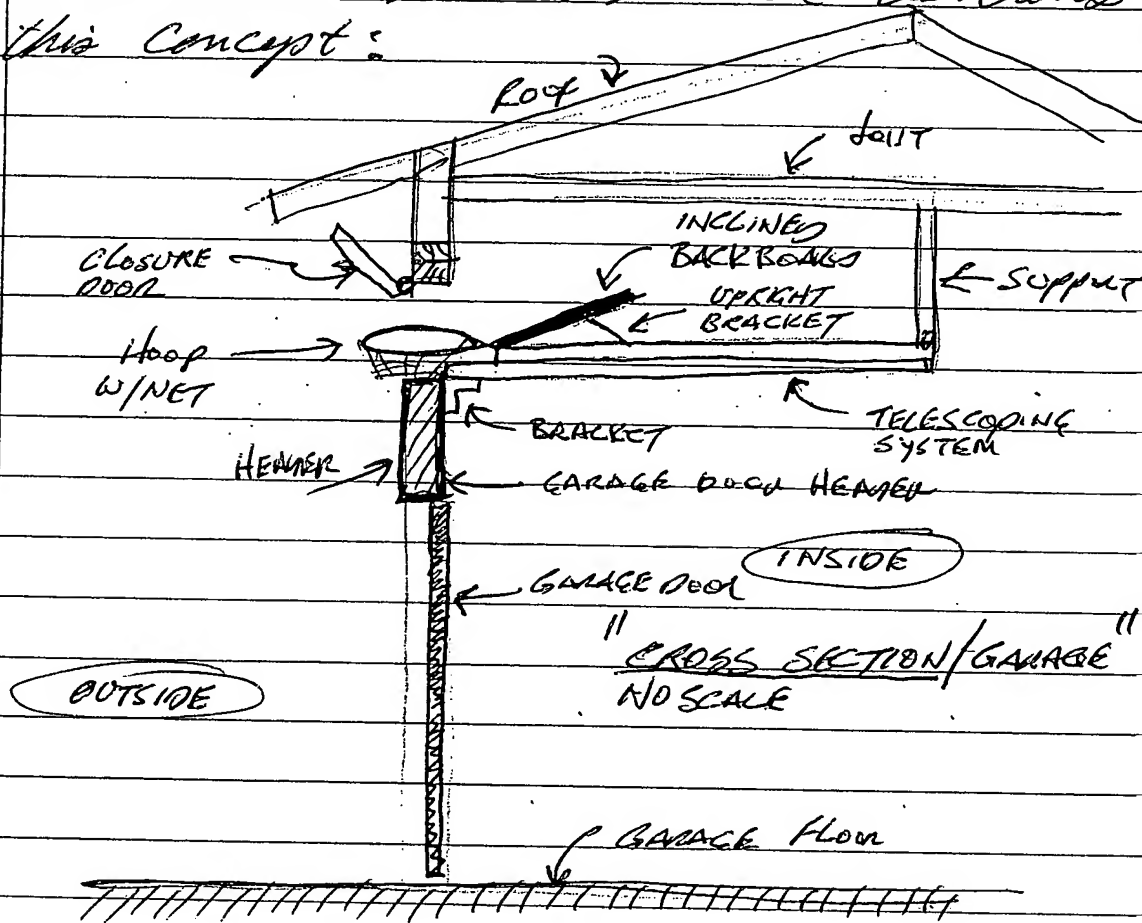 this Concept:
ROOF
JOIST
INCLINED
BACKBOARD
CLOSURE
DOOR
SUPPORT
UPRIGHT
BRACKET
HOOP
W/NET
TELESCOPING
SYSTEM
BRACKET
HEADER
GARAGE DOOR HEADER
INSIDE
GARAGE DOOR
"CROSS SECTION/GARAGE"
NO SCALE
OUTSIDE
GARAGE FLOOR